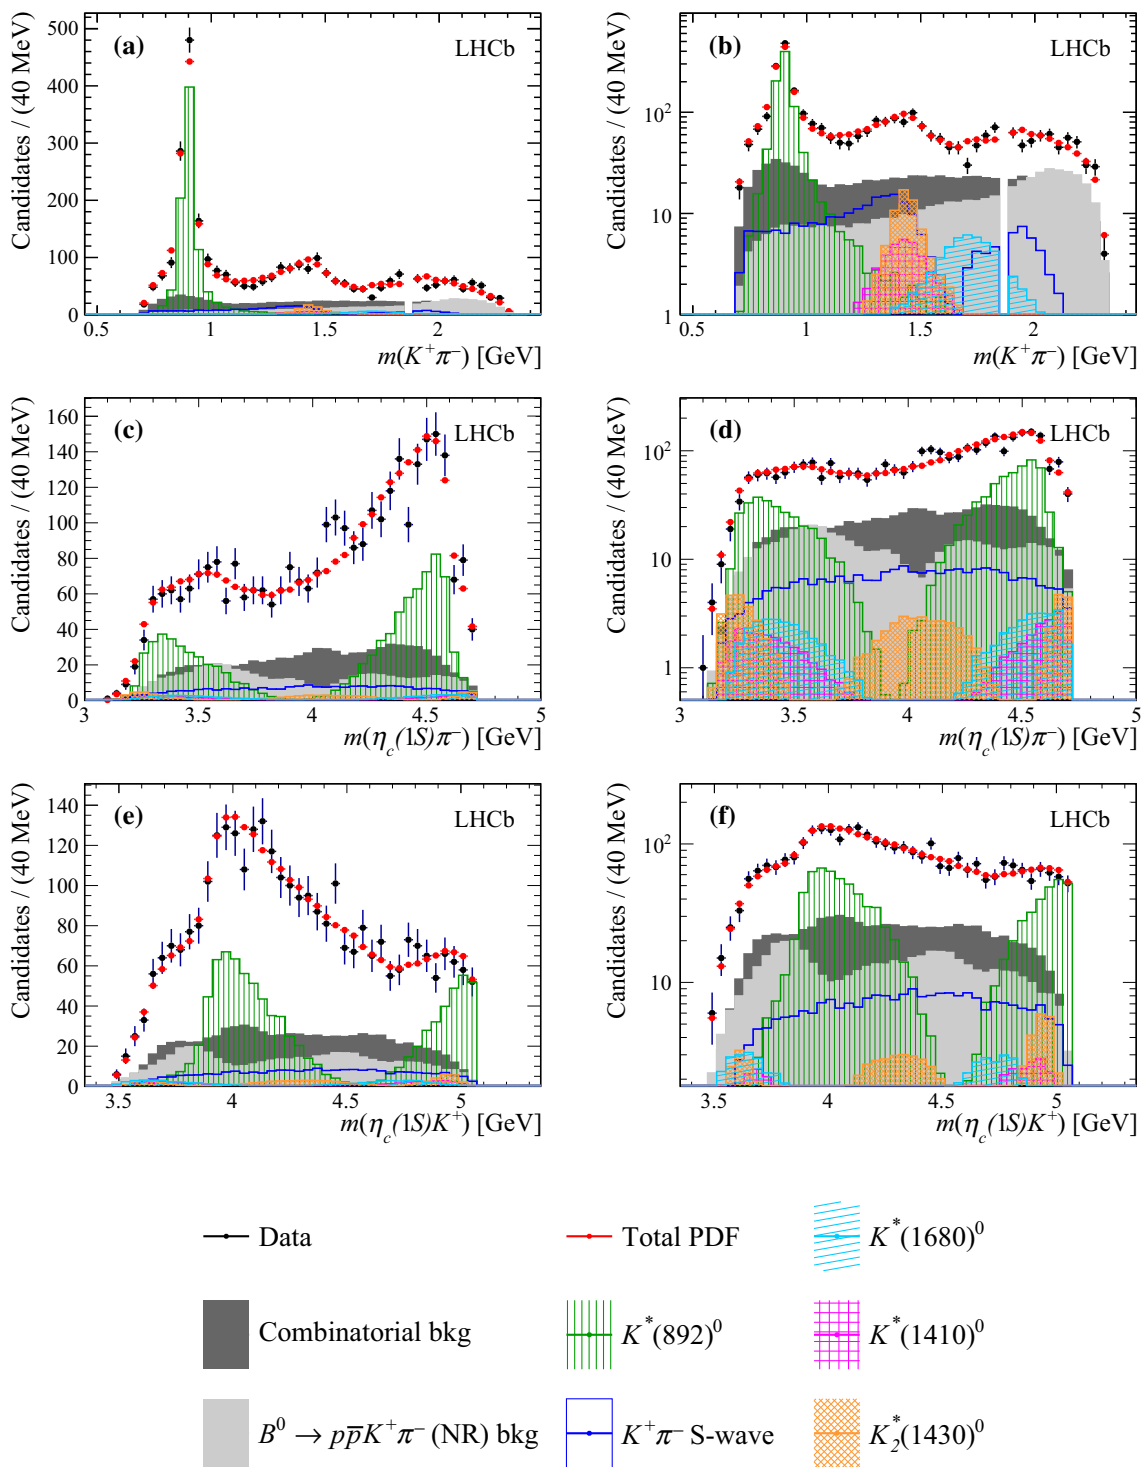 (a) LHCb
Candidates / (40 MeV)
500
400
300
200
100
0
0.5 1 1.5 2
m(K⁺π⁻) [GeV]
(b) LHCb
Candidates / (40 MeV)
10²
10
1
0.5 1 1.5 2
m(K⁺π⁻) [GeV]
(c) LHCb
Candidates / (40 MeV)
160
140
120
100
80
60
40
20
0
3 3.5 4 4.5 5
m(η_c(1S)π⁻) [GeV]
(d) LHCb
Candidates / (40 MeV)
10²
10
1
3 3.5 4 4.5 5
m(η_c(1S)π⁻) [GeV]
(e) LHCb
Candidates / (40 MeV)
140
120
100
80
60
40
20
0
3.5 4 4.5 5
m(η_c(1S)K⁺) [GeV]
(f) LHCb
Candidates / (40 MeV)
10²
10
3.5 4 4.5 5
m(η_c(1S)K⁺) [GeV]
Data Total PDF K*(1680)⁰
Combinatorial bkg K*(892)⁰ K*(1410)⁰
B⁰ → pp̅K⁺π⁻ (NR) bkg K⁺π⁻ S-wave K₂*(1430)⁰